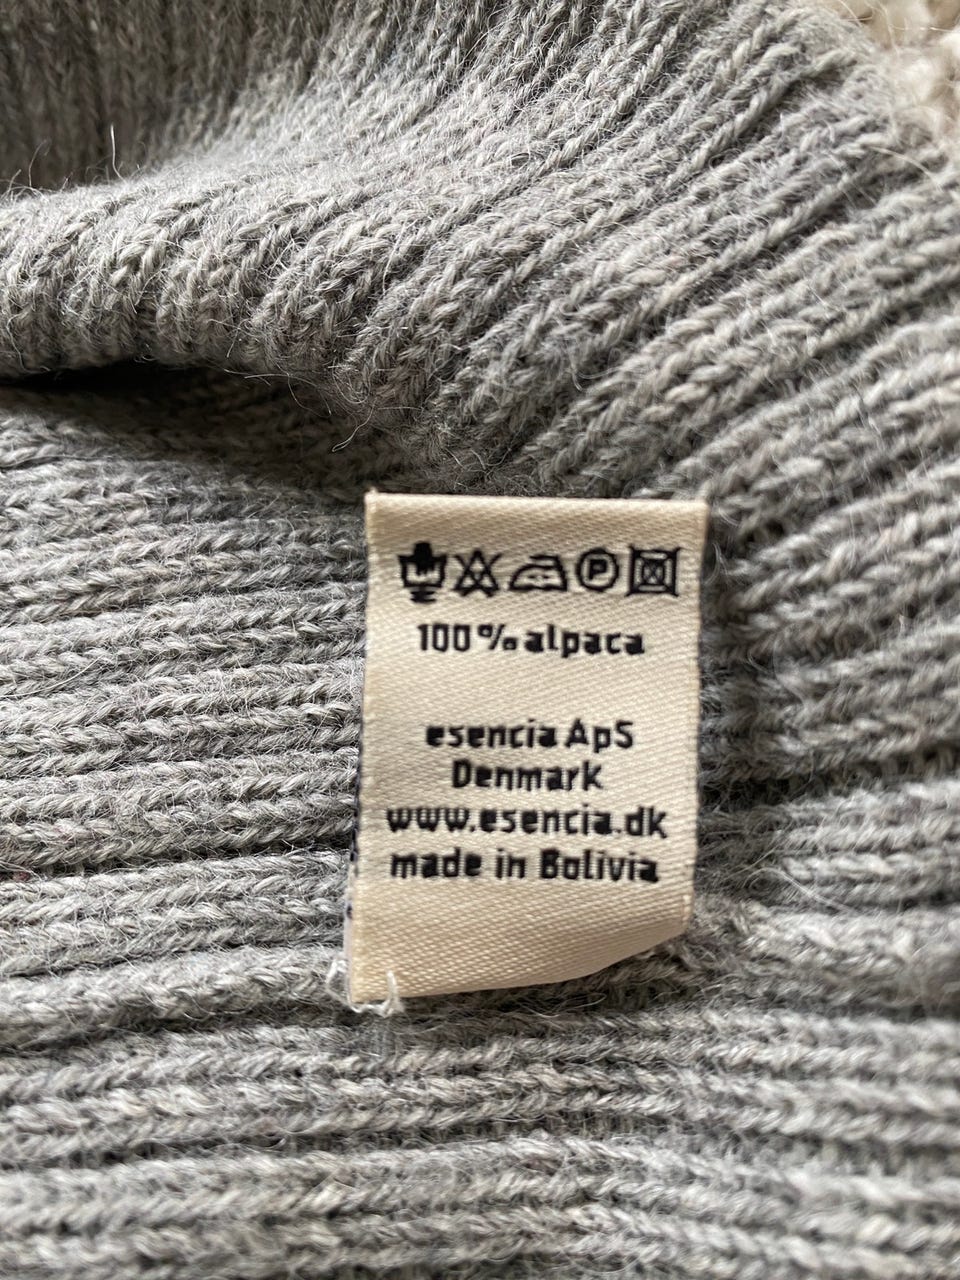 P
100% alpaca
esencia ApS
Denmark
www.esencia.dk
made in Bolivia